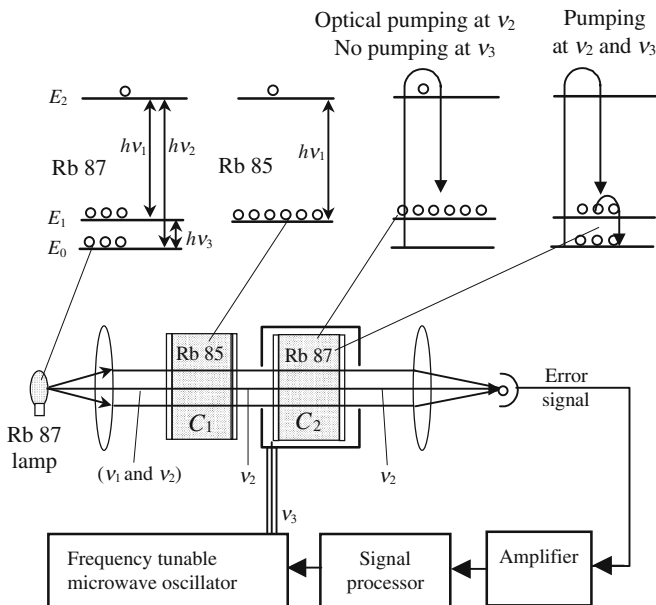 Optical pumping at ν₂
No pumping at ν₃
Pumping
at ν₂ and ν₃
E₂
hν₁
hν₂
Rb 87
E₁
E₀
hν₃
Rb 85
hν₁
Rb 85
Rb 87
C₁
C₂
Rb 87
lamp
(ν₁ and ν₂)
ν₂
ν₂
Error
signal
ν₃
Frequency tunable
microwave oscillator
Signal
processor
Amplifier